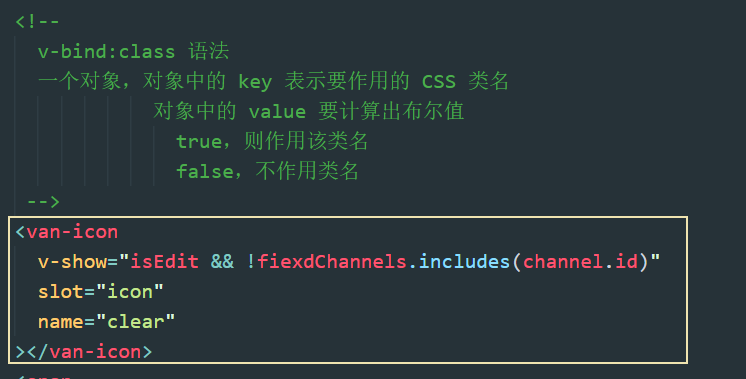 <!--
v-bind:class 语法
一个对象，对象中的 key 表示要作用的 CSS 类名
对象中的 value 要计算出布尔值
true，则作用该类名
false，不作用类名
-->
<van-icon
v-show="isEdit && !fiexdChannels.includes(channel.id)"
slot="icon"
name="clear"
></van-icon>